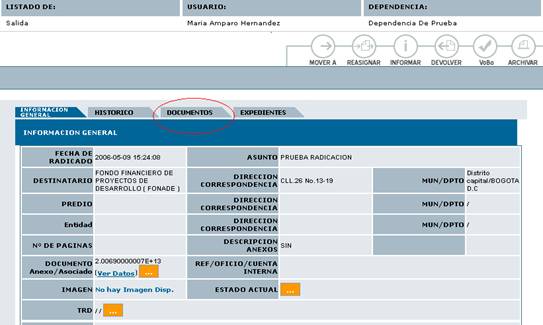 LISTADO DE: USUARIO: DEPENDENCIA:
Salida Maria Amparo Hernandez Dependencia De Prueba
MOVER A REASIGNAR INFORMAR DEVOLVER VoBo ARCHIVAR
INFORMACION GENERAL HISTORICO DOCUMENTOS EXPEDIENTES
INFORMACION GENERAL
FECHA DE RADICADO 2006-05-09 15:24:08 ASUNTO PRUEBA RADICACION
DESTINATARIO FONDO FINANCIERO DE PROYECTOS DE DESARROLLO ( FONADE ) DIRECCION CORRESPONDENCIA CLL.26 No.13-19 MUN/DPTO Distrito capital/BOGOTA D.C
PREDIO DIRECCION CORRESPONDENCIA MUN/DPTO /
Entidad DIRECCION CORRESPONDENCIA MUN/DPTO /
Nº DE PAGINAS DESCRIPCION ANEXOS SIN
DOCUMENTO Anexo/Asociado 2.00690000007E+13 (Ver Datos) ... REF/OFICIO/CUENTA INTERNA
IMAGEN No hay Imagen Disp. ESTADO ACTUAL ...
TRD // ...